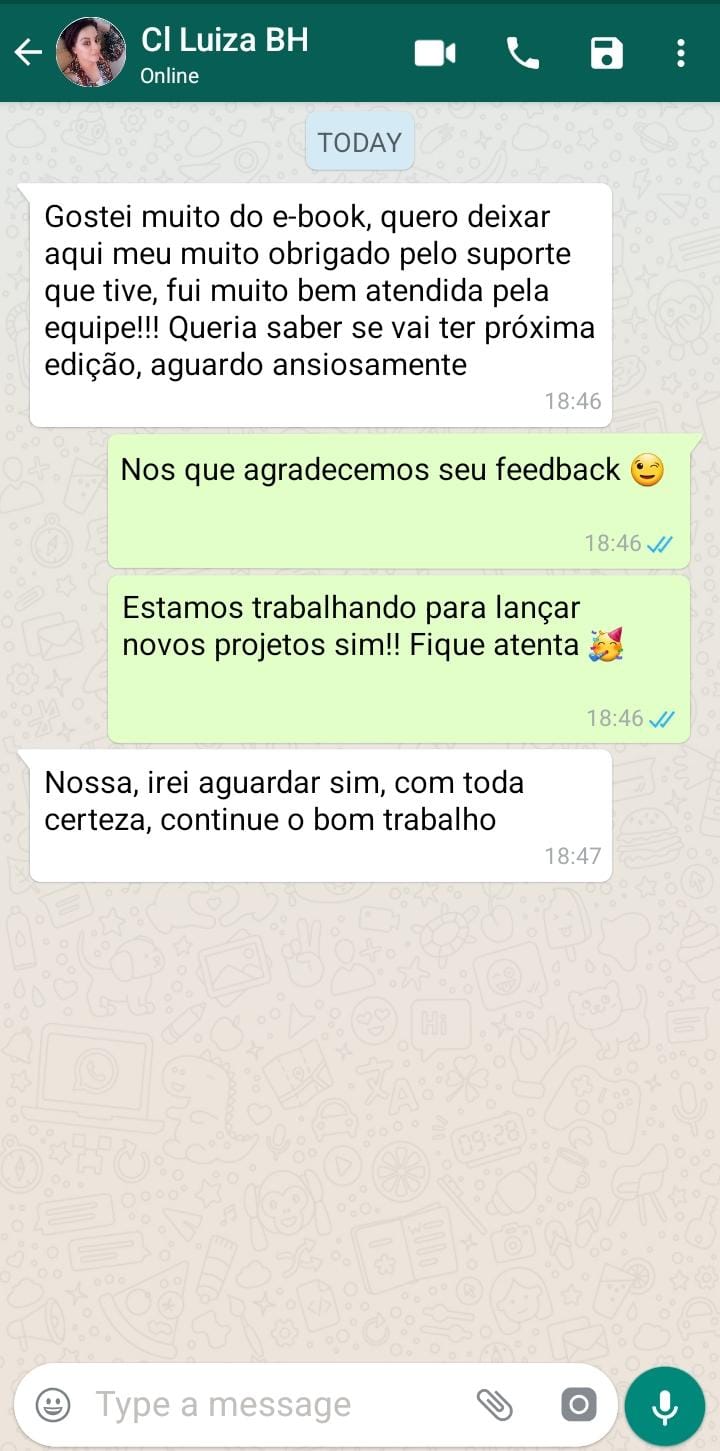 Cl Luiza BH
Online
TODAY
Gostei muito do e-book, quero deixar
aqui meu muito obrigado pelo suporte
que tive, fui muito bem atendida pela
equipe!!! Queria saber se vai ter próxima
edição, aguardo ansiosamente
18:46
Nos que agradecemos seu feedback 😉
18:46
Estamos trabalhando para lançar
novos projetos sim!! Fique atenta 🥳
18:46
Nossa, irei aguardar sim, com toda
certeza, continue o bom trabalho
18:47
Hi
09:28
Type a message